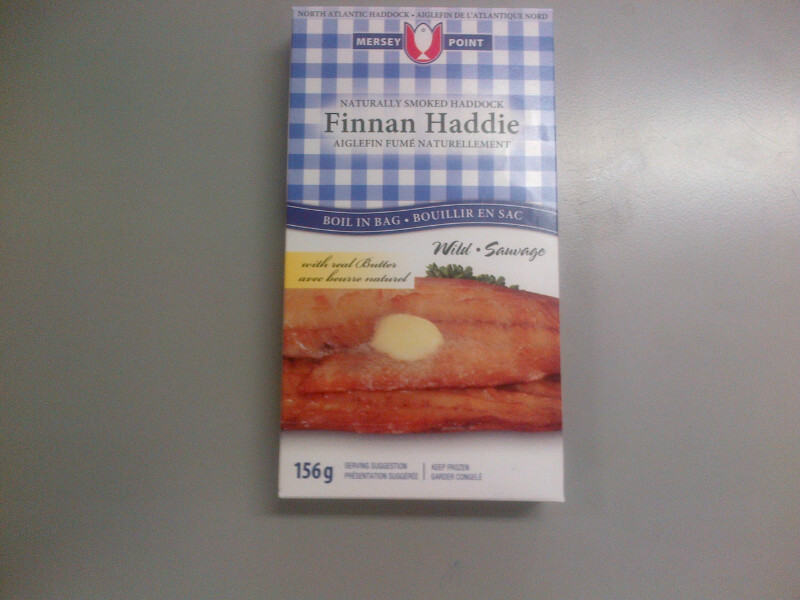 NORTH ATLANTIC HADDOCK • AIGLEFIN DE L'ATLANTIQUE NORD
MERSEY POINT
NATURALLY SMOKED HADDOCK
Finnan Haddie
AIGLEFIN FUMÉ NATURELLEMENT
BOIL IN BAG • BOUILLIR EN SAC
Wild • Sauvage
with real Butter
avec beurre naturel
156g
SERVING SUGGESTION
PRÉSENTATION SUGGÉRÉE
KEEP FROZEN
GARDER CONGELÉ